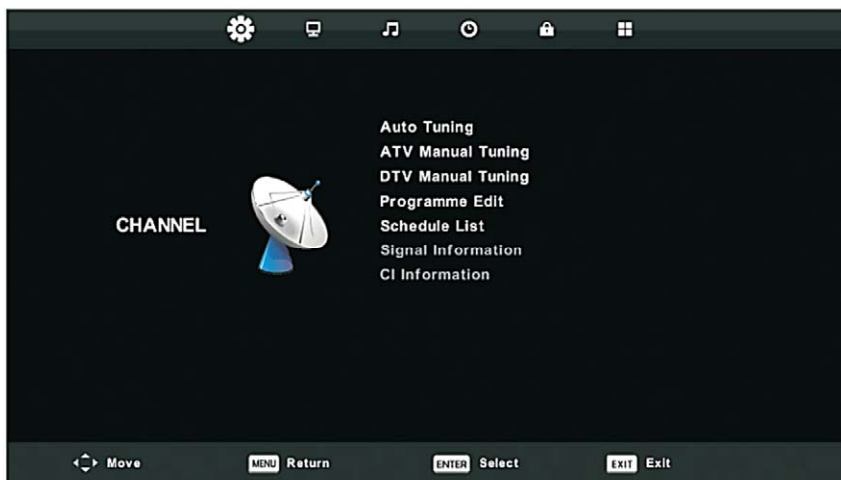 Auto Tuning
ATV Manual Tuning
DTV Manual Tuning
Programme Edit
CHANNEL
Schedule List
Signal Information
CI Information
Move MENU Return ENTER Select EXIT Exit